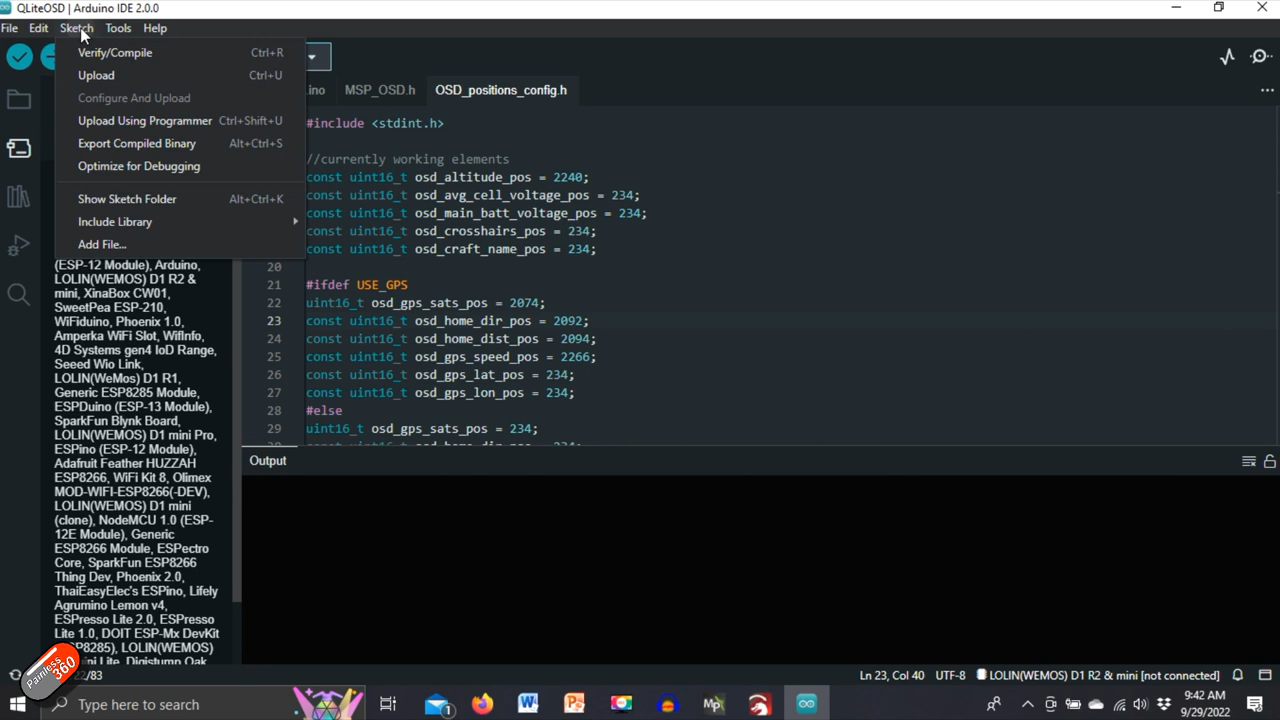 QLiteOSD | Arduino IDE 2.0.0
File Edit Sketch Tools Help
Verify/Compile Ctrl+R
Upload Ctrl+U
Configure And Upload
Upload Using Programmer Ctrl+Shift+U
Export Compiled Binary Alt+Ctrl+S
Optimize for Debugging
Show Sketch Folder Alt+Ctrl+K
Include Library
Add File...
.ino MSP_OSD.h OSD_positions_config.h
#include <stdint.h>
//currently working elements
const uint16_t osd_altitude_pos = 2240;
const uint16_t osd_avg_cell_voltage_pos = 234;
const uint16_t osd_main_batt_voltage_pos = 234;
const uint16_t osd_crosshairs_pos = 234;
const uint16_t osd_craft_name_pos = 234;
20
21 #ifdef USE_GPS
22 uint16_t osd_gps_sats_pos = 2074;
23 const uint16_t osd_home_dir_pos = 2092;
24 const uint16_t osd_home_dist_pos = 2094;
25 const uint16_t osd_gps_speed_pos = 2266;
26 const uint16_t osd_gps_lat_pos = 234;
27 const uint16_t osd_gps_lon_pos = 234;
28 #else
29 uint16_t osd_gps_sats_pos = 234;
(ESP-12 Module), Arduino,
LOLIN(WEMOS) D1 R2 &
mini, XinaBox CW01,
SweetPea ESP-210,
WiFiduino, Phoenix 1.0,
Amperka WiFi Slot, WifInfo,
4D Systems gen4 IoD Range,
Seeed Wio Link,
LOLIN(WeMos) D1 R1,
Generic ESP8285 Module,
ESPDuino (ESP-13 Module),
SparkFun Blynk Board,
LOLIN(WEMOS) D1 mini Pro,
ESPino (ESP-12 Module),
Adafruit Feather HUZZAH
ESP8266, WiFi Kit 8, Olimex
MOD-WIFI-ESP8266(-DEV),
LOLIN(WEMOS) D1 mini
(clone), NodeMCU 1.0 (ESP-
12E Module), Generic
ESP8266 Module, ESPectro
Core, SparkFun ESP8266
Thing Dev, Phoenix 2.0,
ThaiEasyElec's ESPino, Lifely
Agrumino Lemon v4,
ESPresso Lite 2.0, ESPresso
Lite 1.0, DOIT ESP-Mx DevKit
ESP8285), LOLIN(WEMOS)
Lite, Digistump Oak
Output
Painless 360
/83
Ln 23, Col 40 UTF-8 LOLIN(WEMOS) D1 R2 & mini [not connected]
Type here to search
1
W P Mp
9:42 AM
9/29/2022